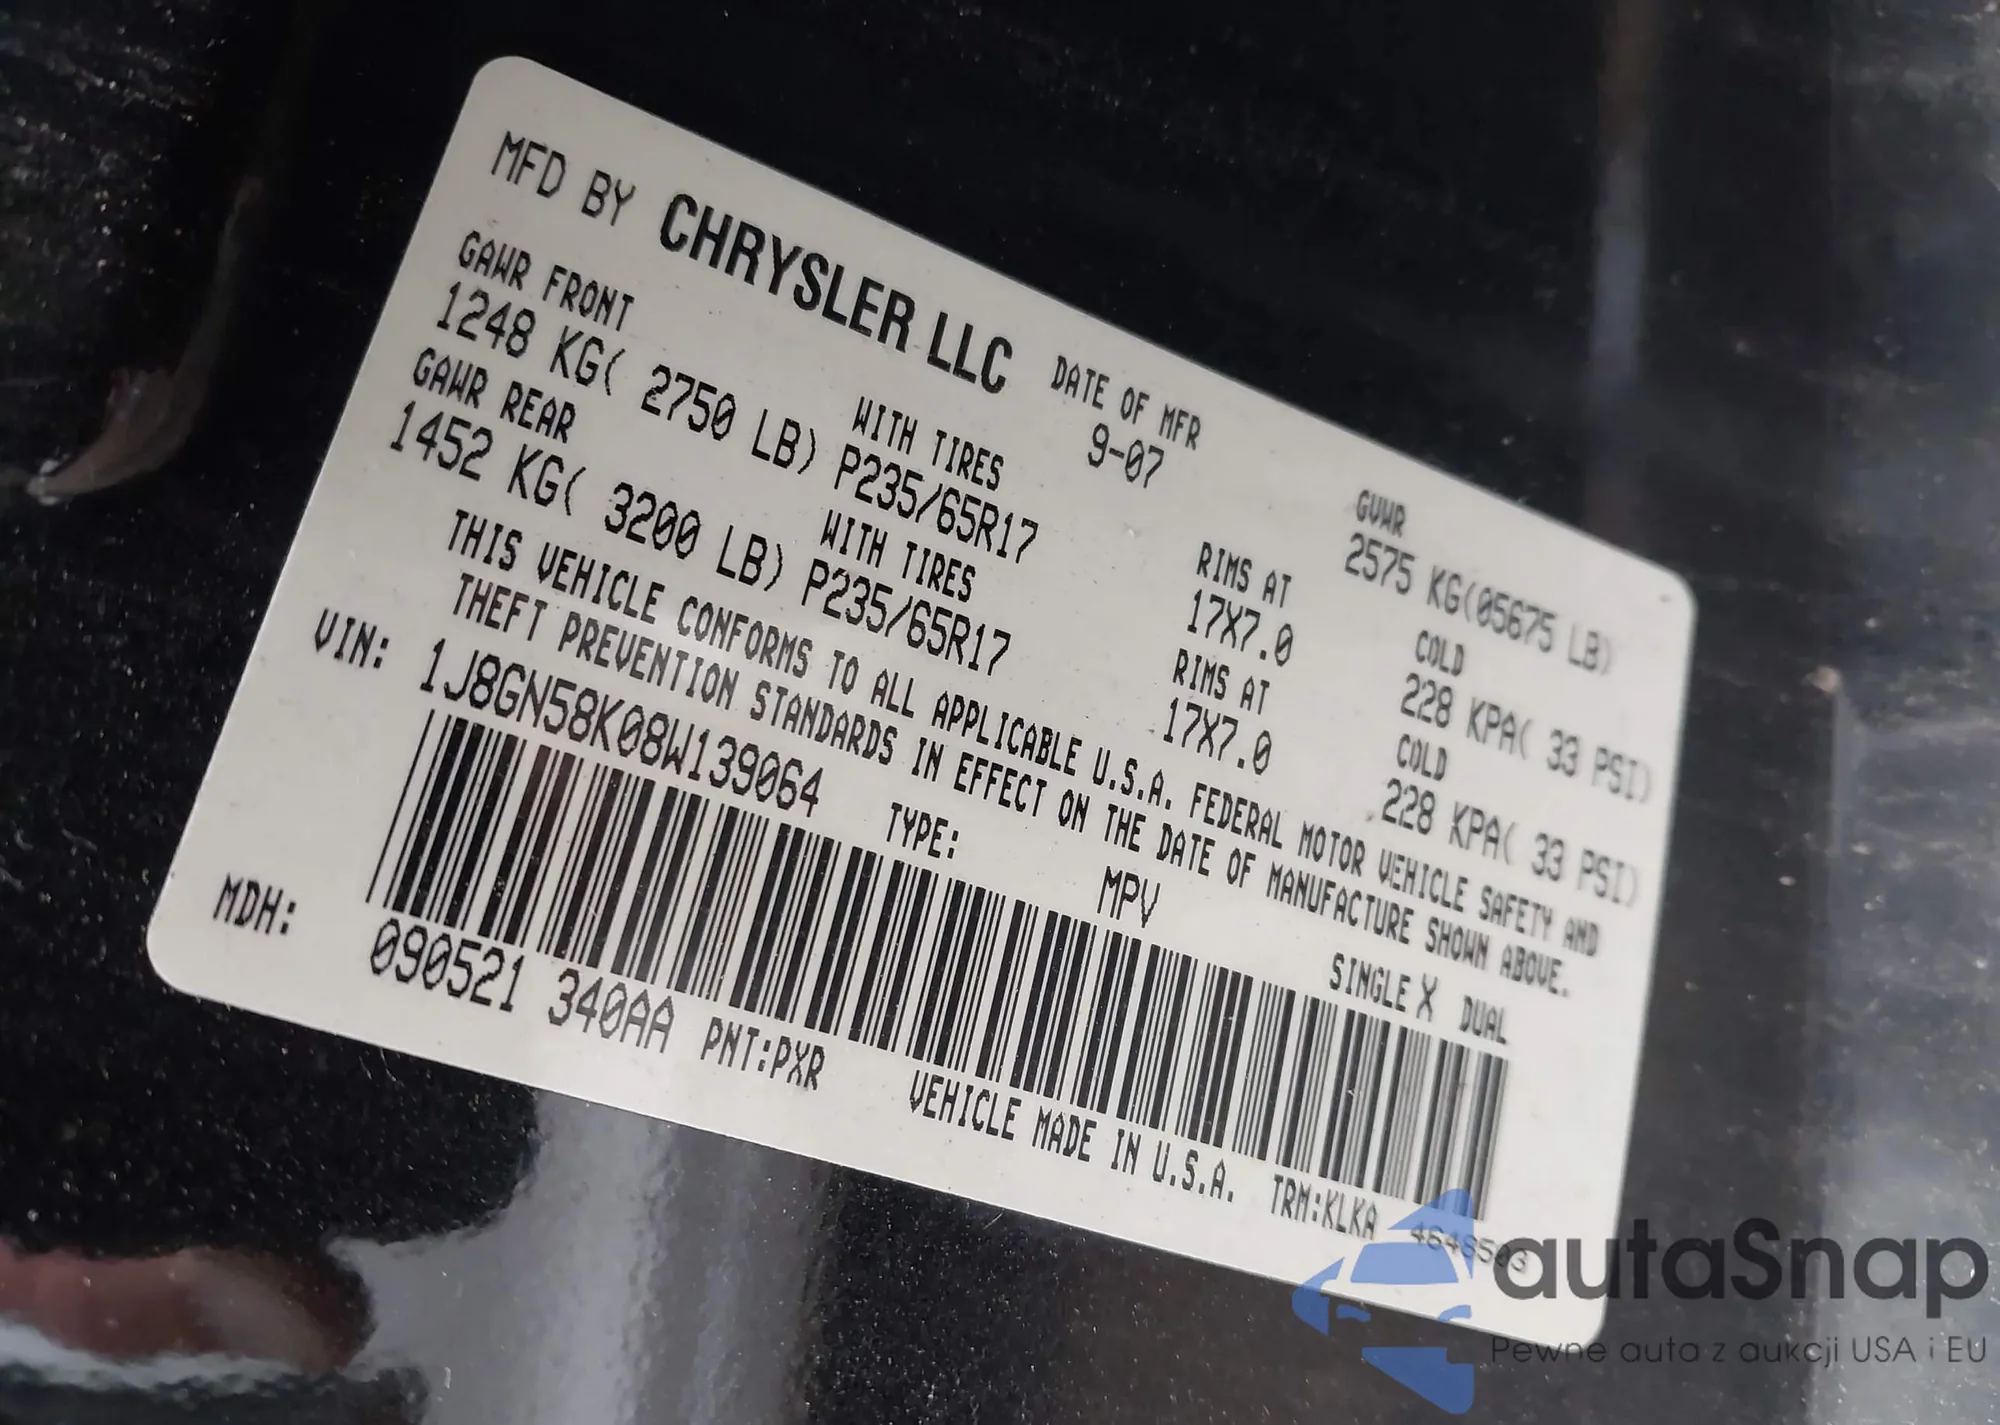 MFD BY CHRYSLER LLC DATE OF MFR 9-07 GVWR 2575 KG(05675 LB)
GAWR FRONT WITH TIRES RIMS AT COLD
1248 KG( 2750 LB) P235/65R17 17X7.0 228 KPA( 33 PSI)
GAWR REAR WITH TIRES RIMS AT COLD
1452 KG( 3200 LB) P235/65R17 17X7.0 228 KPA( 33 PSI)
THIS VEHICLE CONFORMS TO ALL APPLICABLE U.S.A. FEDERAL MOTOR VEHICLE SAFETY AND
THEFT PREVENTION STANDARDS IN EFFECT ON THE DATE OF MANUFACTURE SHOWN ABOVE.
VIN: 1J8GN58K08W139064 TYPE: MPV SINGLE X DUAL
MDH: 090521 340AA PNT:PXR VEHICLE MADE IN U.S.A. TRM:KLKA
autaSnap
Pewne auta z aukcji USA i EU